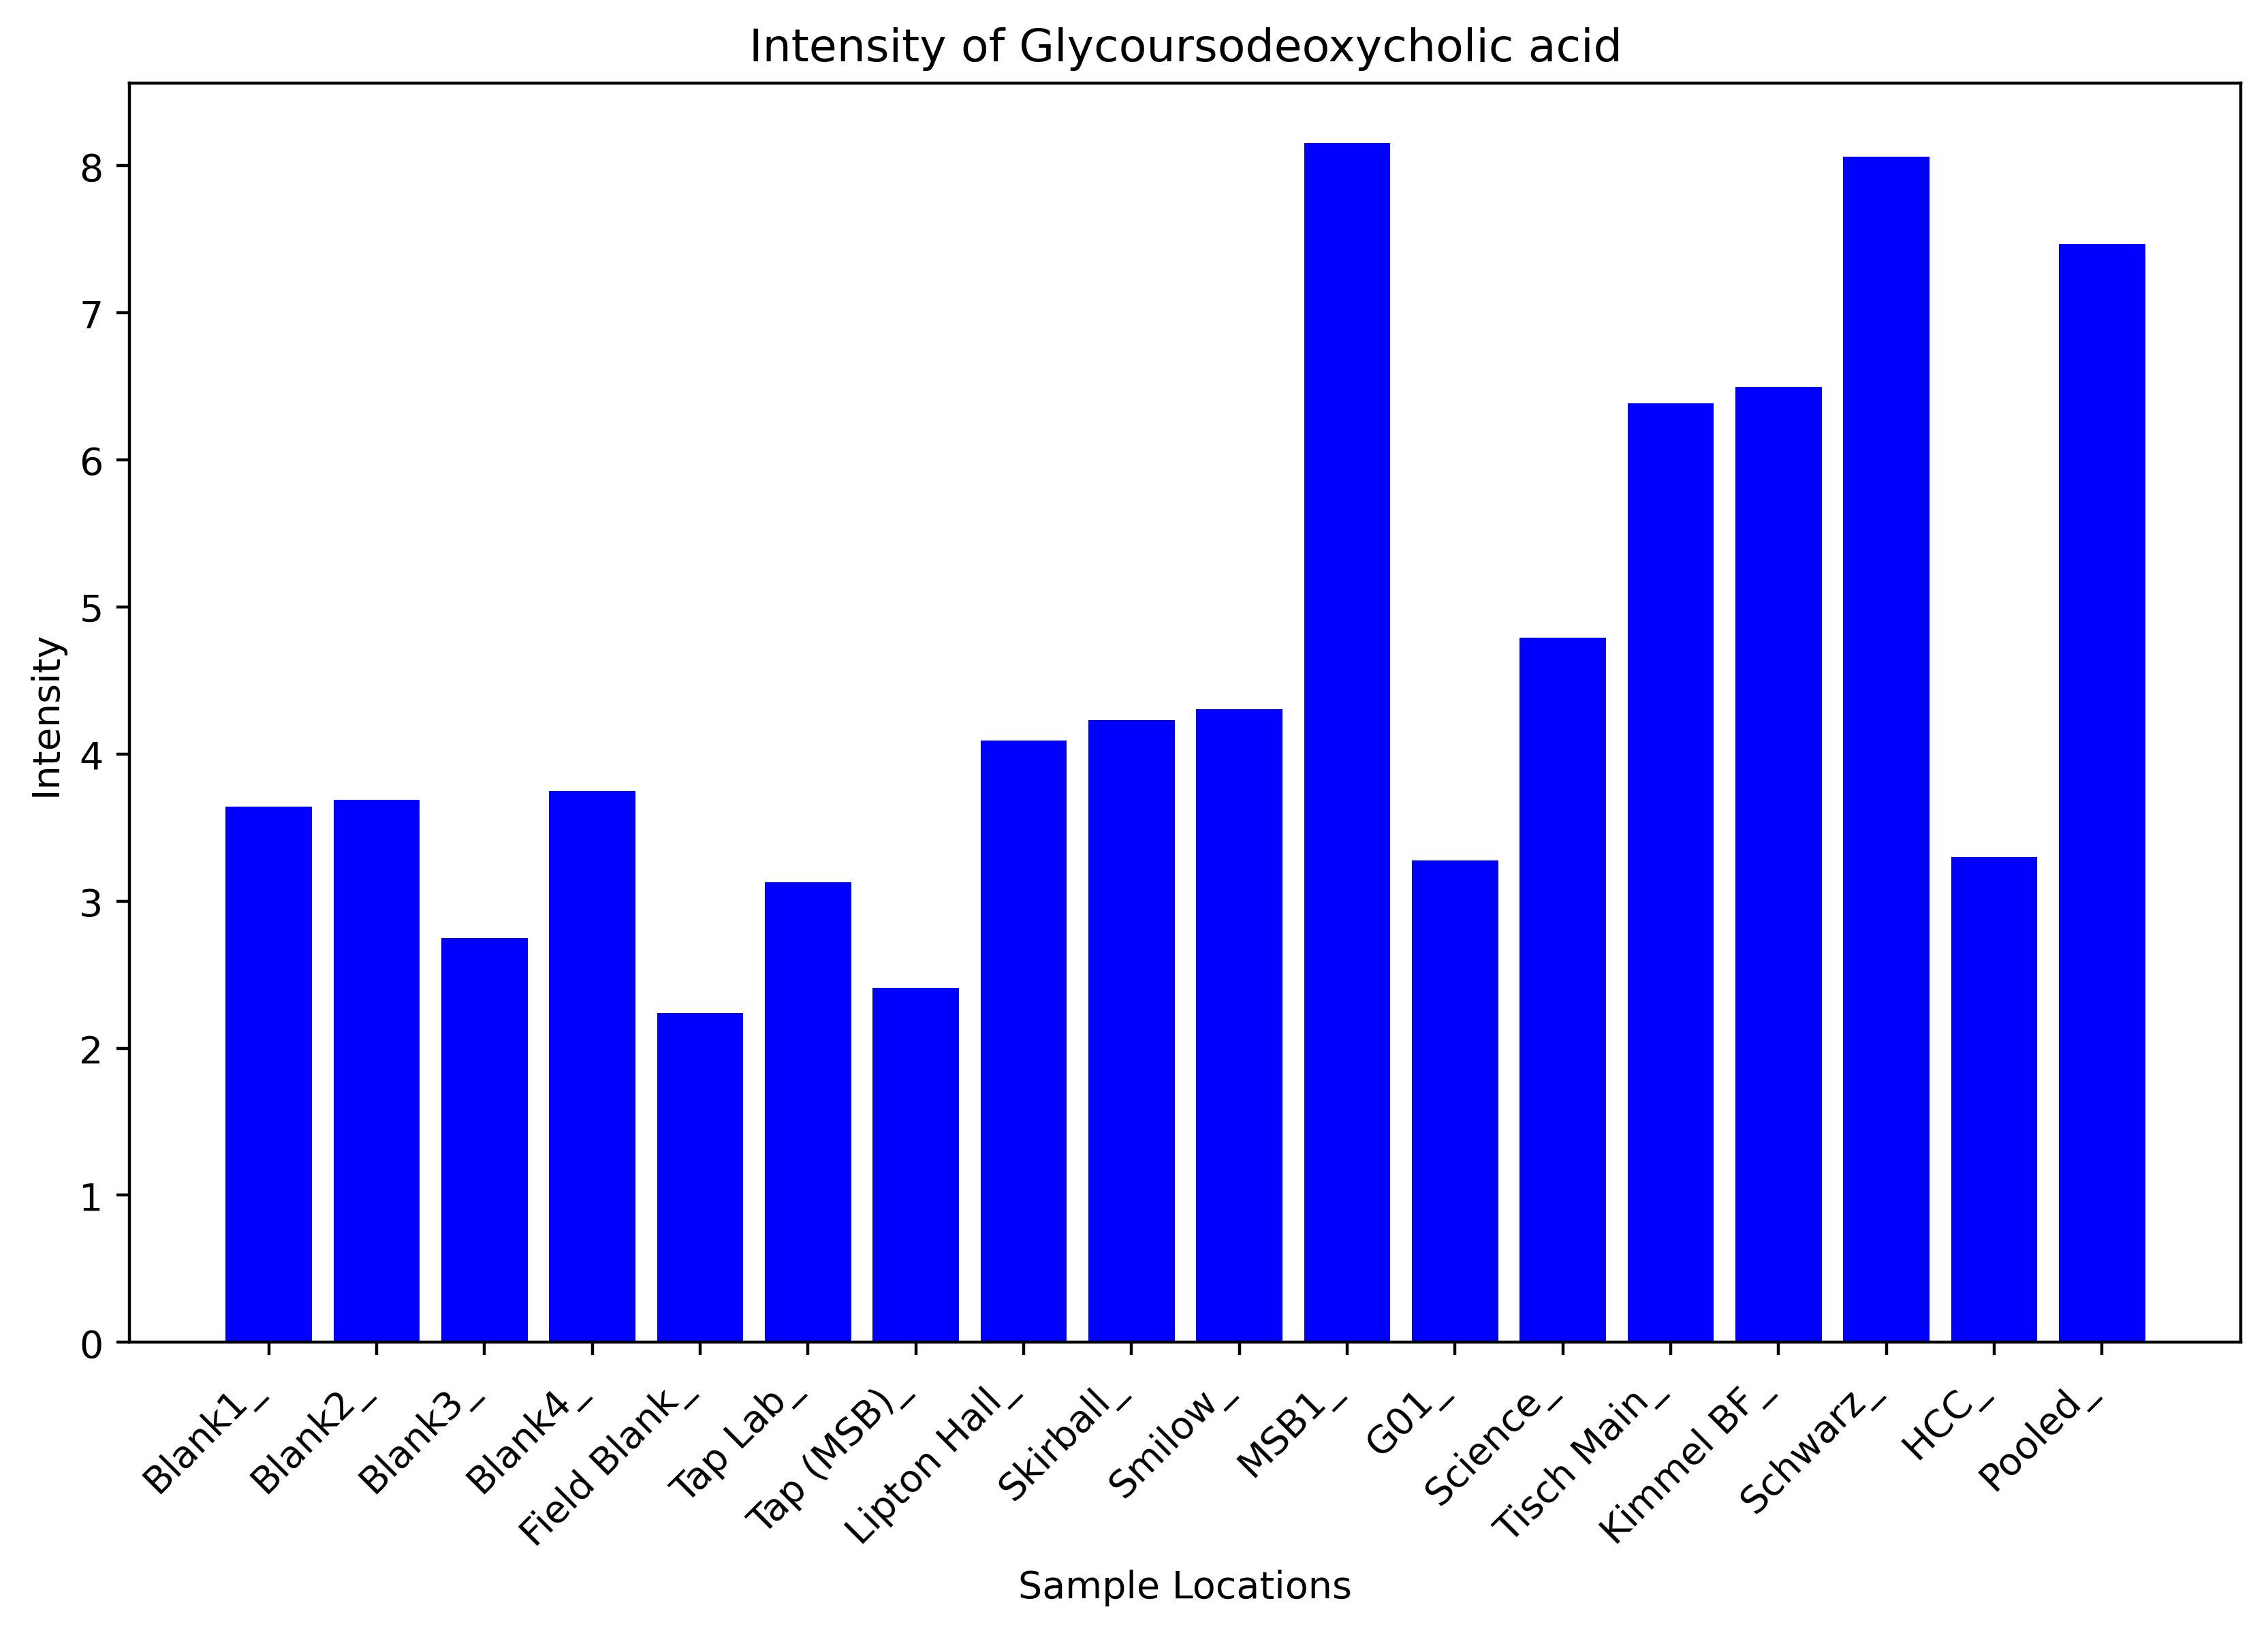 Intensity of Glycoursodeoxycholic acid
8
7
6
5
4
3
2
1
0
Intensity
Blank1_
Blank2_
Blank3_
Blank4_
Field Blank_
Tap Lab_
Tap (MSB)_
Lipton Hall_
Skirball_
Smilow_
MSB1_
G01_
Science_
Tisch Main_
Kimmel BF_
Schwarz_
HCC_
Pooled_
Sample Locations